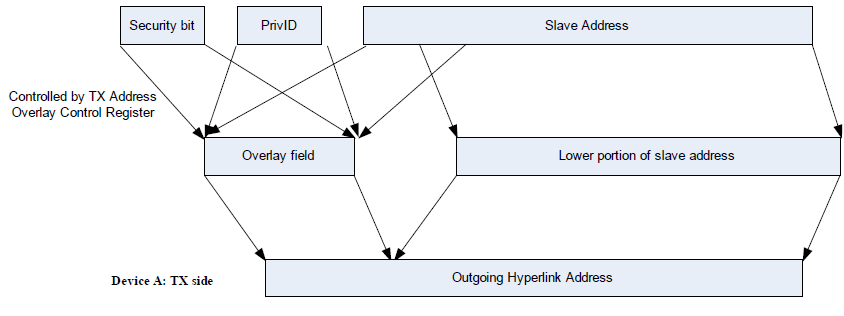 Security bit
PrivID
Slave Address
Controlled by TX Address
Overlay Control Register
Overlay field
Lower portion of slave address
Outgoing Hyperlink Address
Device A: TX side